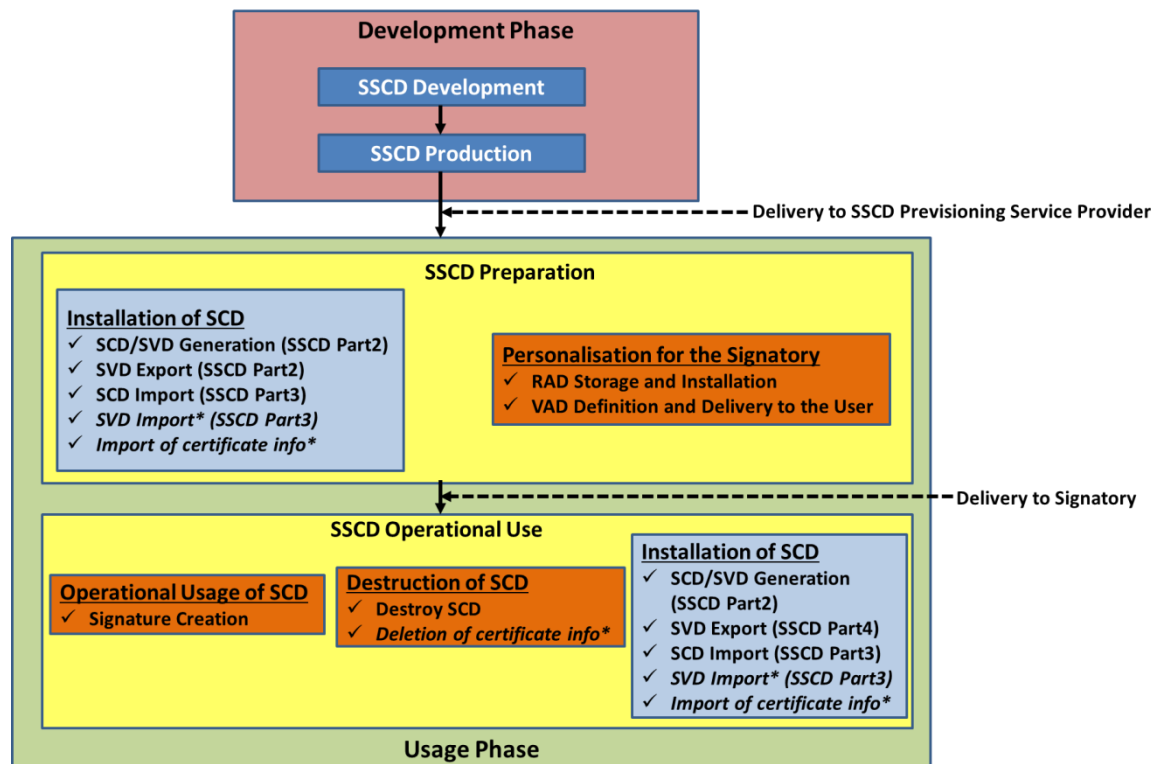 Development Phase
SSCD Development
SSCD Production
Delivery to SSCD Previsioning Service Provider
SSCD Preparation
Installation of SCD
✓ SCD/SVD Generation (SSCD Part2)
✓ SVD Export (SSCD Part2)
✓ SCD Import (SSCD Part3)
✓ SVD Import* (SSCD Part3)
✓ Import of certificate info*
Personalisation for the Signatory
✓ RAD Storage and Installation
✓ VAD Definition and Delivery to the User
Delivery to Signatory
SSCD Operational Use
Operational Usage of SCD
✓ Signature Creation
Destruction of SCD
✓ Destroy SCD
✓ Deletion of certificate info*
Installation of SCD
✓ SCD/SVD Generation
(SSCD Part2)
✓ SVD Export (SSCD Part4)
✓ SCD Import (SSCD Part3)
✓ SVD Import* (SSCD Part3)
✓ Import of certificate info*
Usage Phase